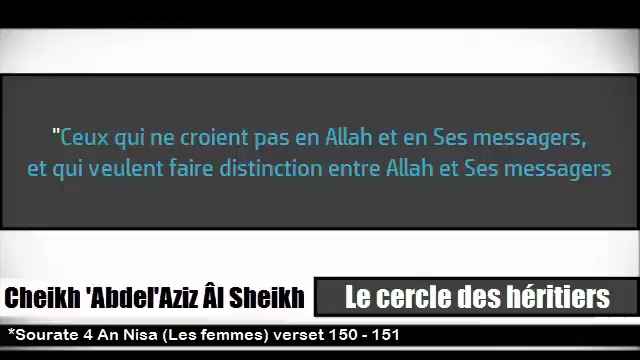 "Ceux qui ne croient pas en Allah et en Ses messagers,
et qui veulent faire distinction entre Allah et Ses messagers
Cheikh 'Abdel'Aziz Âl Sheikh
Le cercle des héritiers
*Sourate 4 An Nisa (Les femmes) verset 150 - 151